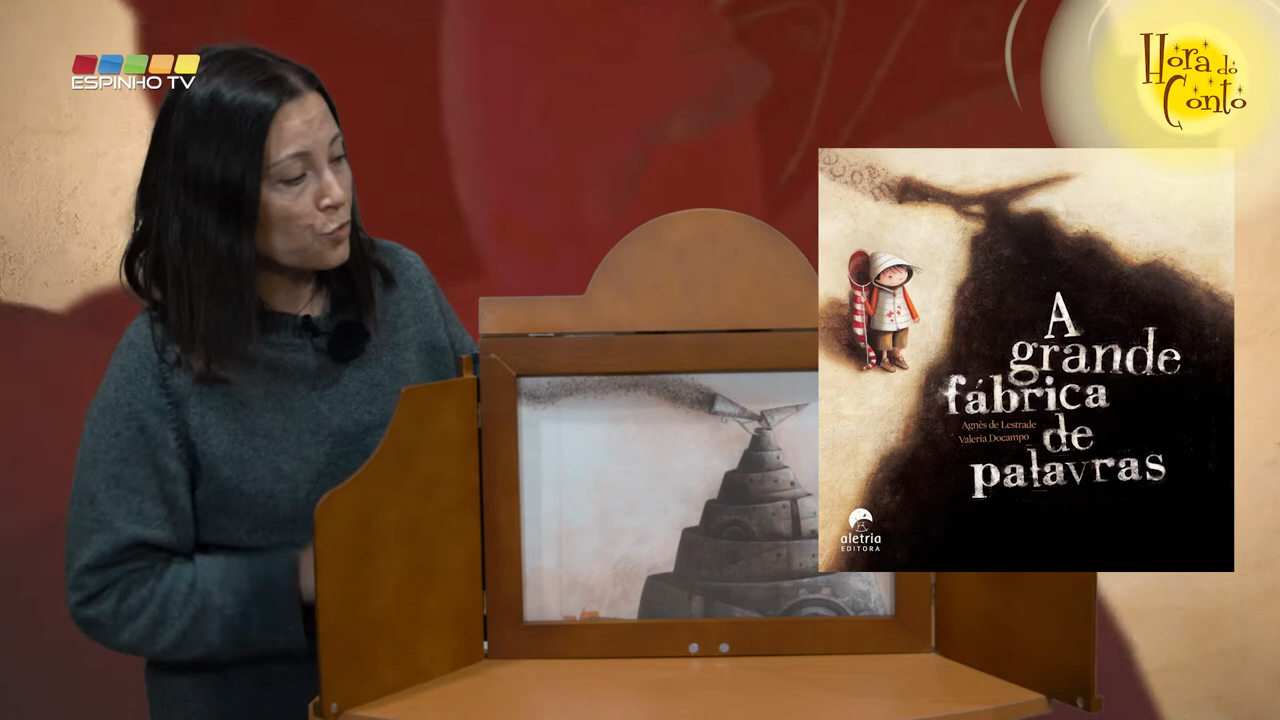 ESPINHO TV
Hora do
Conto
A
grande
fábrica
Agnès de Lestrade
de
Valeria Docampo
palavras
aletria
EDITORA